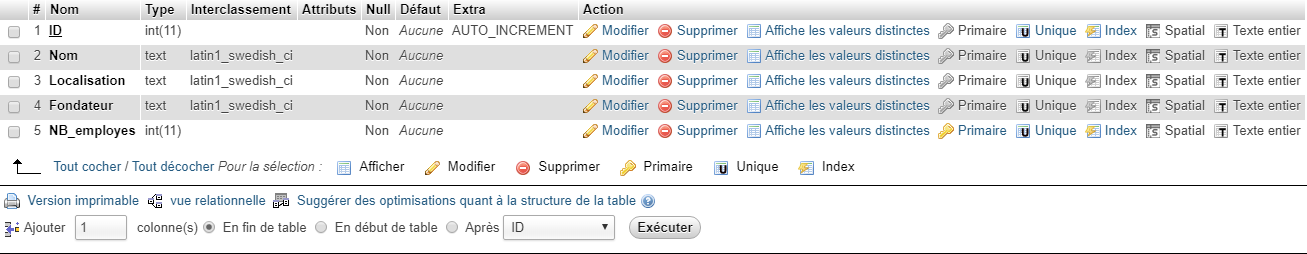 # Nom Type Interclassement Attributs Null Défaut Extra Action
1 ID int(11) Non Aucune AUTO_INCREMENT Modifier Supprimer Affiche les valeurs distinctes Primaire Unique Index Spatial Texte entier
2 Nom text latin1_swedish_ci Non Aucune Modifier Supprimer Affiche les valeurs distinctes Primaire Unique Index Spatial Texte entier
3 Localisation text latin1_swedish_ci Non Aucune Modifier Supprimer Affiche les valeurs distinctes Primaire Unique Index Spatial Texte entier
4 Fondateur text latin1_swedish_ci Non Aucune Modifier Supprimer Affiche les valeurs distinctes Primaire Unique Index Spatial Texte entier
5 NB_employes int(11) Non Aucune Modifier Supprimer Affiche les valeurs distinctes Primaire Unique Index Spatial Texte entier
Tout cocher / Tout décocher Pour la sélection : Afficher Modifier Supprimer Primaire Unique Index
Version imprimable vue relationnelle Suggérer des optimisations quant à la structure de la table
Ajouter 1 colonne(s) En fin de table En début de table Après ID Exécuter